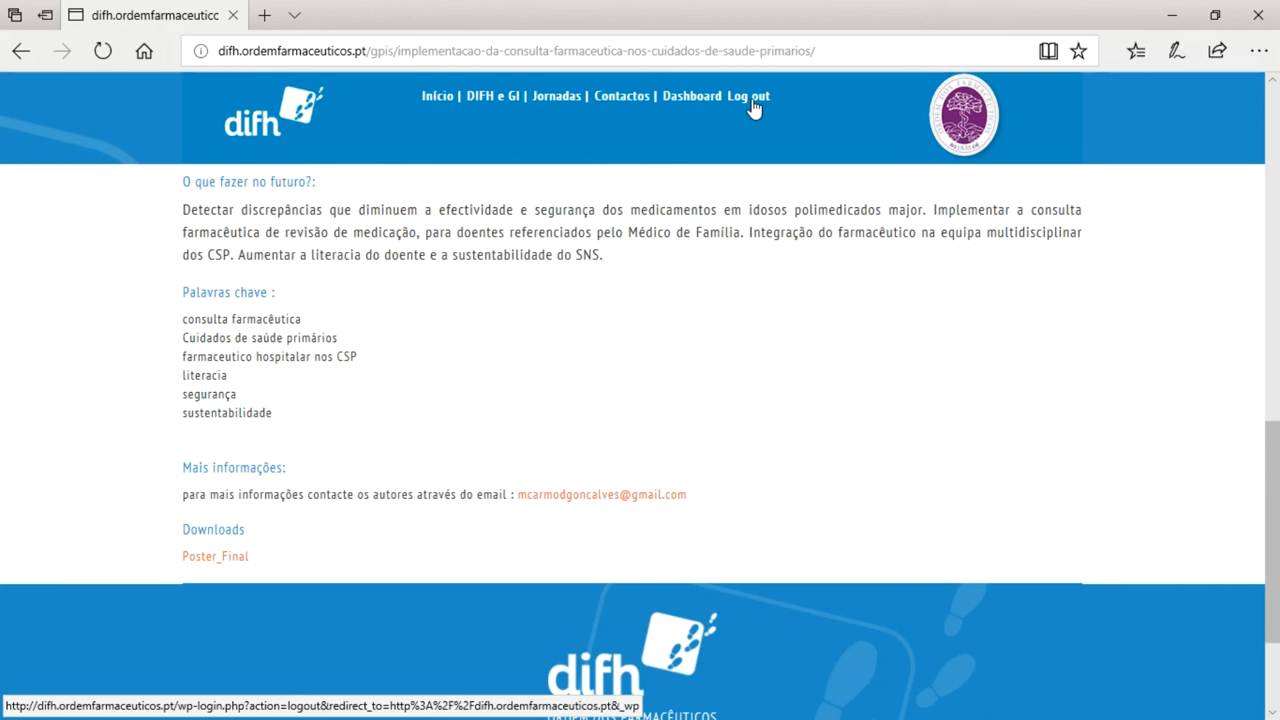 difh.ordemfarmaceuticc
difh.ordemfarmaceuticos.pt/gpis/implementacao-da-consulta-farmaceutica-nos-cuidados-de-saude-primarios/
difh
Início | DIFH e GI | Jornadas | Contactos | Dashboard Log out
O que fazer no futuro?:
Detectar discrepâncias que diminuem a efectividade e segurança dos medicamentos em idosos polimedicados major. Implementar a consulta
farmacêutica de revisão de medicação, para doentes referenciados pelo Médico de Família. Integração do farmacêutico na equipa multidisciplinar
dos CSP. Aumentar a literacia do doente e a sustentabilidade do SNS.
Palavras chave :
consulta farmacêutica
Cuidados de saúde primários
farmaceutico hospitalar nos CSP
literacia
segurança
sustentabilidade
Mais informações:
para mais informações contacte os autores através do email : mcarmodgoncalves@gmail.com
Downloads
Poster_Final
difh
ORDEM DOS FARMACÊUTICOS
http://difh.ordemfarmaceuticos.pt/wp-login.php?action=logout&redirect_to=http%3A%2F%2Fdifh.ordemfarmaceuticos.pt&_wp